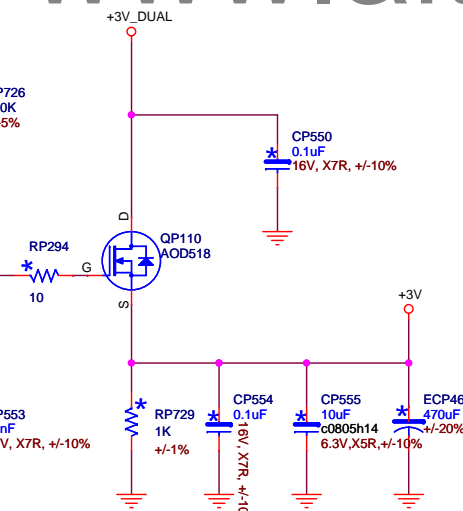 +3V_DUAL
P726
0K
-5%
CP550
0.1uF
16V, X7R, +/-10%
D
QP110
AOD518
RP294
G
10
S
+3V
P553
nF
V, X7R, +/-10%
RP729
1K
+/-1%
CP554
0.1uF
16V, X7R, +/-10
CP555
10uF
c0805h14
6.3V,X5R,+/-10%
ECP46
470uF
+/-20%